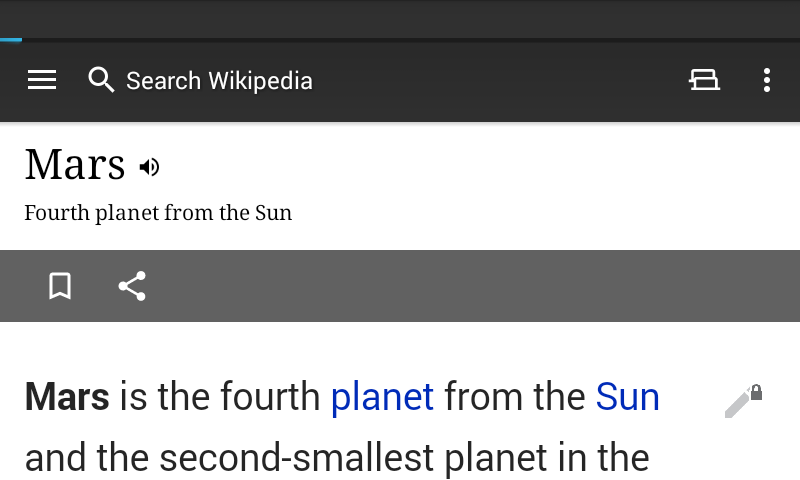 Search Wikipedia
Mars
Fourth planet from the Sun
Mars is the fourth planet from the Sun
and the second-smallest planet in the